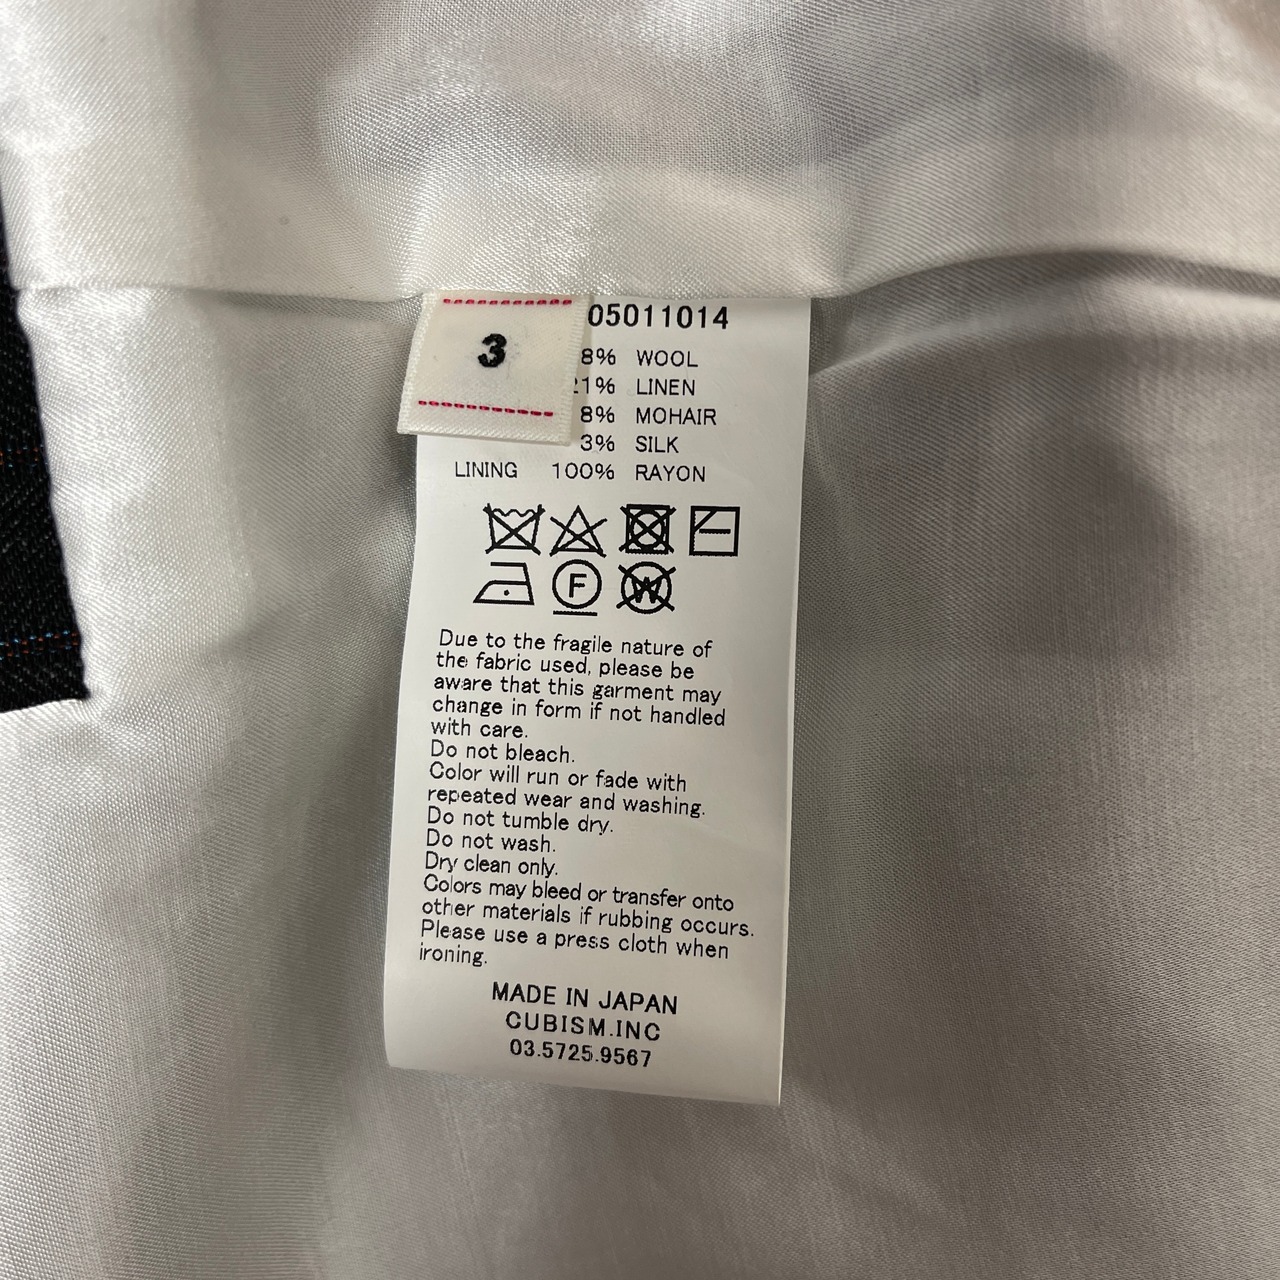 3
05011014
8% WOOL
1% LINEN
8% MOHAIR
3% SILK
LINING 100% RAYON
F
W
Due to the fragile nature of
the fabric used, please be
aware that this garment may
change in form if not handled
with care.
Do not bleach.
Color will run or fade with
repeated wear and washing.
Do not tumble dry.
Do not wash.
Dry clean only.
Colors may bleed or transfer onto
other materials if rubbing occurs.
Please use a press cloth when
ironing.
MADE IN JAPAN
CUBISM.INC
03.5725.9567